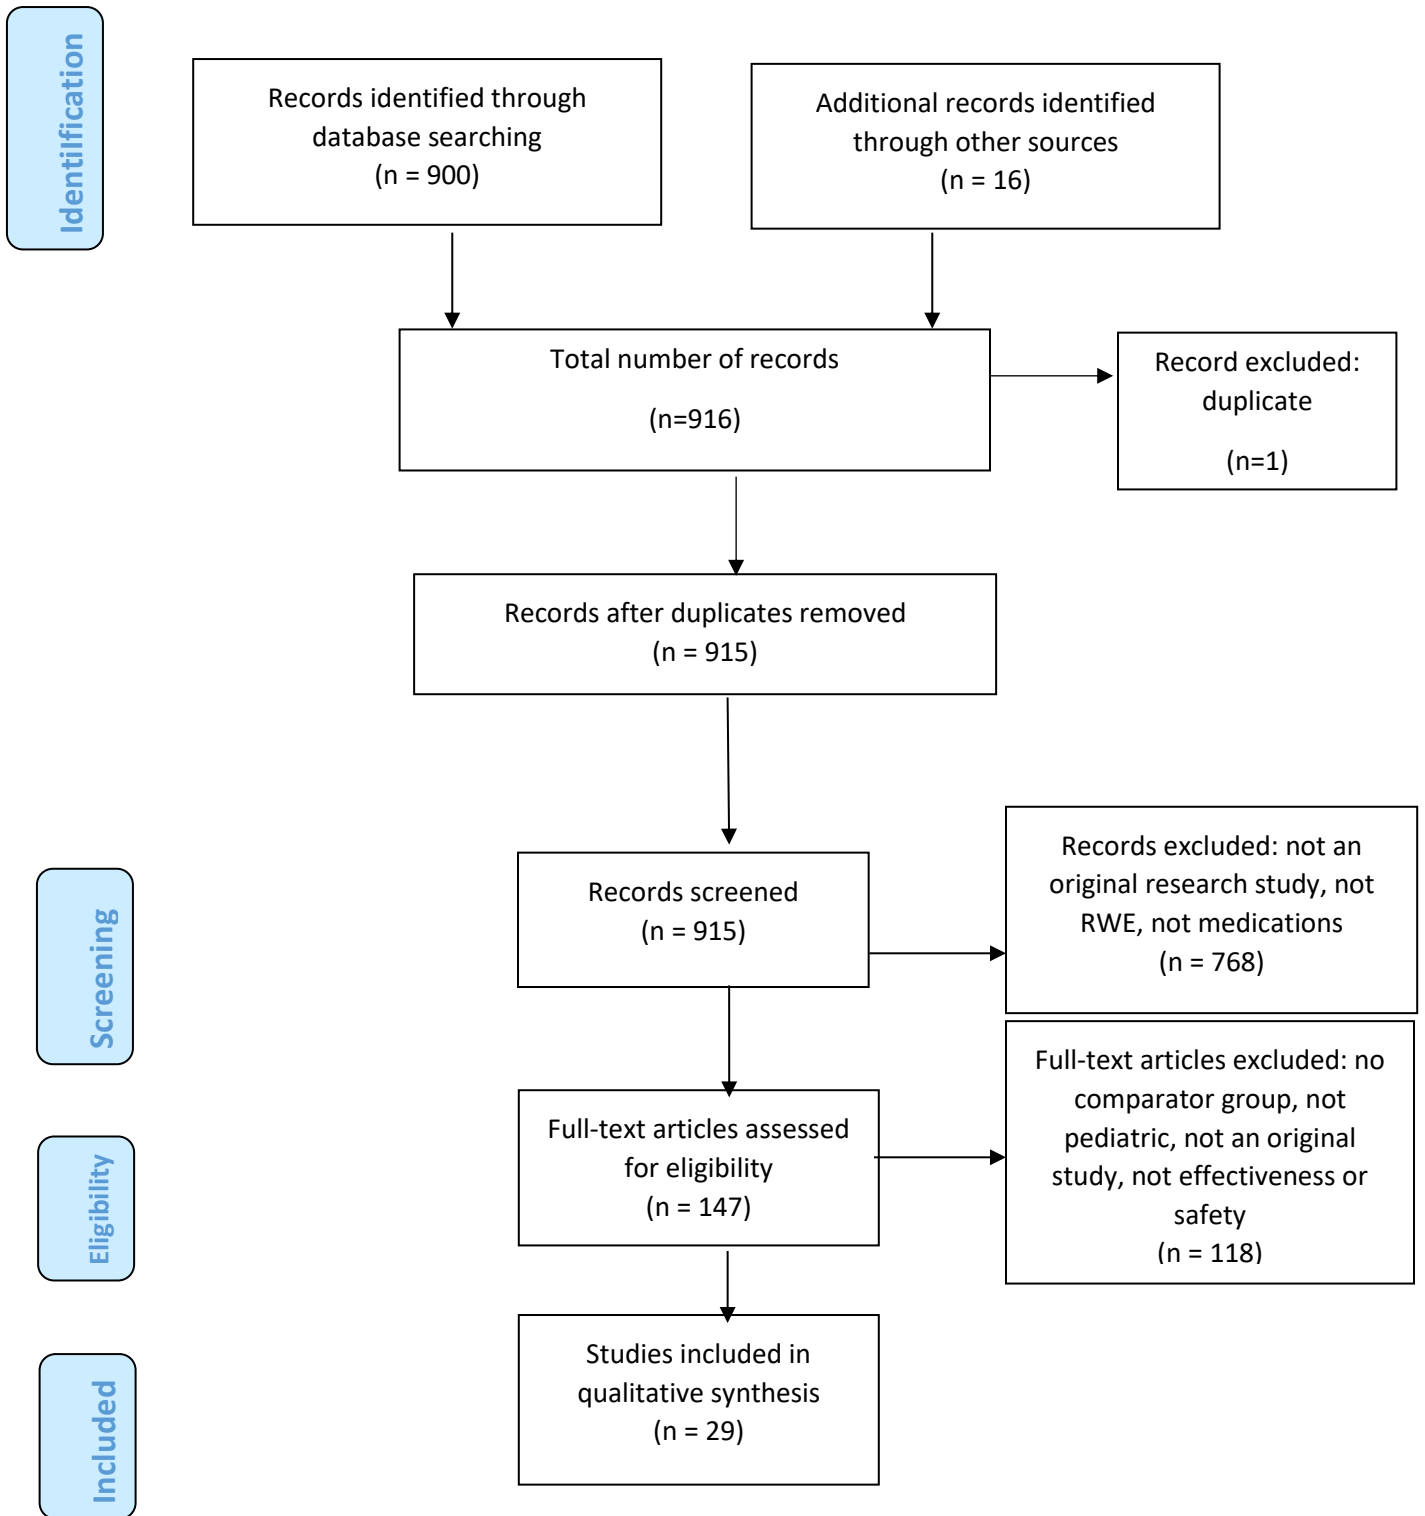 Identilfication
Records identified through
database searching
(n = 900)
Additional records identified
through other sources
(n = 16)
Total number of records
(n=916)
Record excluded:
duplicate
(n=1)
Records after duplicates removed
(n = 915)
Screening
Records screened
(n = 915)
Records excluded: not an
original research study, not
RWE, not medications
(n = 768)
Eligibility
Full-text articles assessed
for eligibility
(n = 147)
Full-text articles excluded: no
comparator group, not
pediatric, not an original
study, not effectiveness or
safety
(n = 118)
Included
Studies included in
qualitative synthesis
(n = 29)